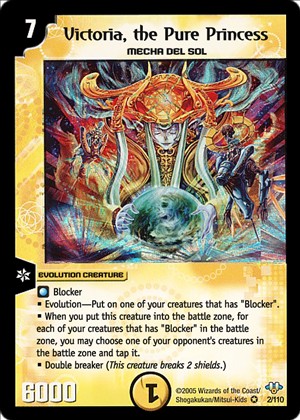 7
Victoria, the Pure Princess
MECHA DEL SOL
EVOLUTION CREATURE
Blocker
■ Evolution—Put on one of your creatures that has "Blocker".
■ When you put this creature into the battle zone, for
each of your creatures that has "Blocker" in the battle
zone, you may choose one of your opponent's creatures
in the battle zone and tap it.
■ Double breaker (This creature breaks 2 shields.)
6000
1
©2005 Wizards of the Coast/
Shogakukan/Mitsui-Kids
2/110